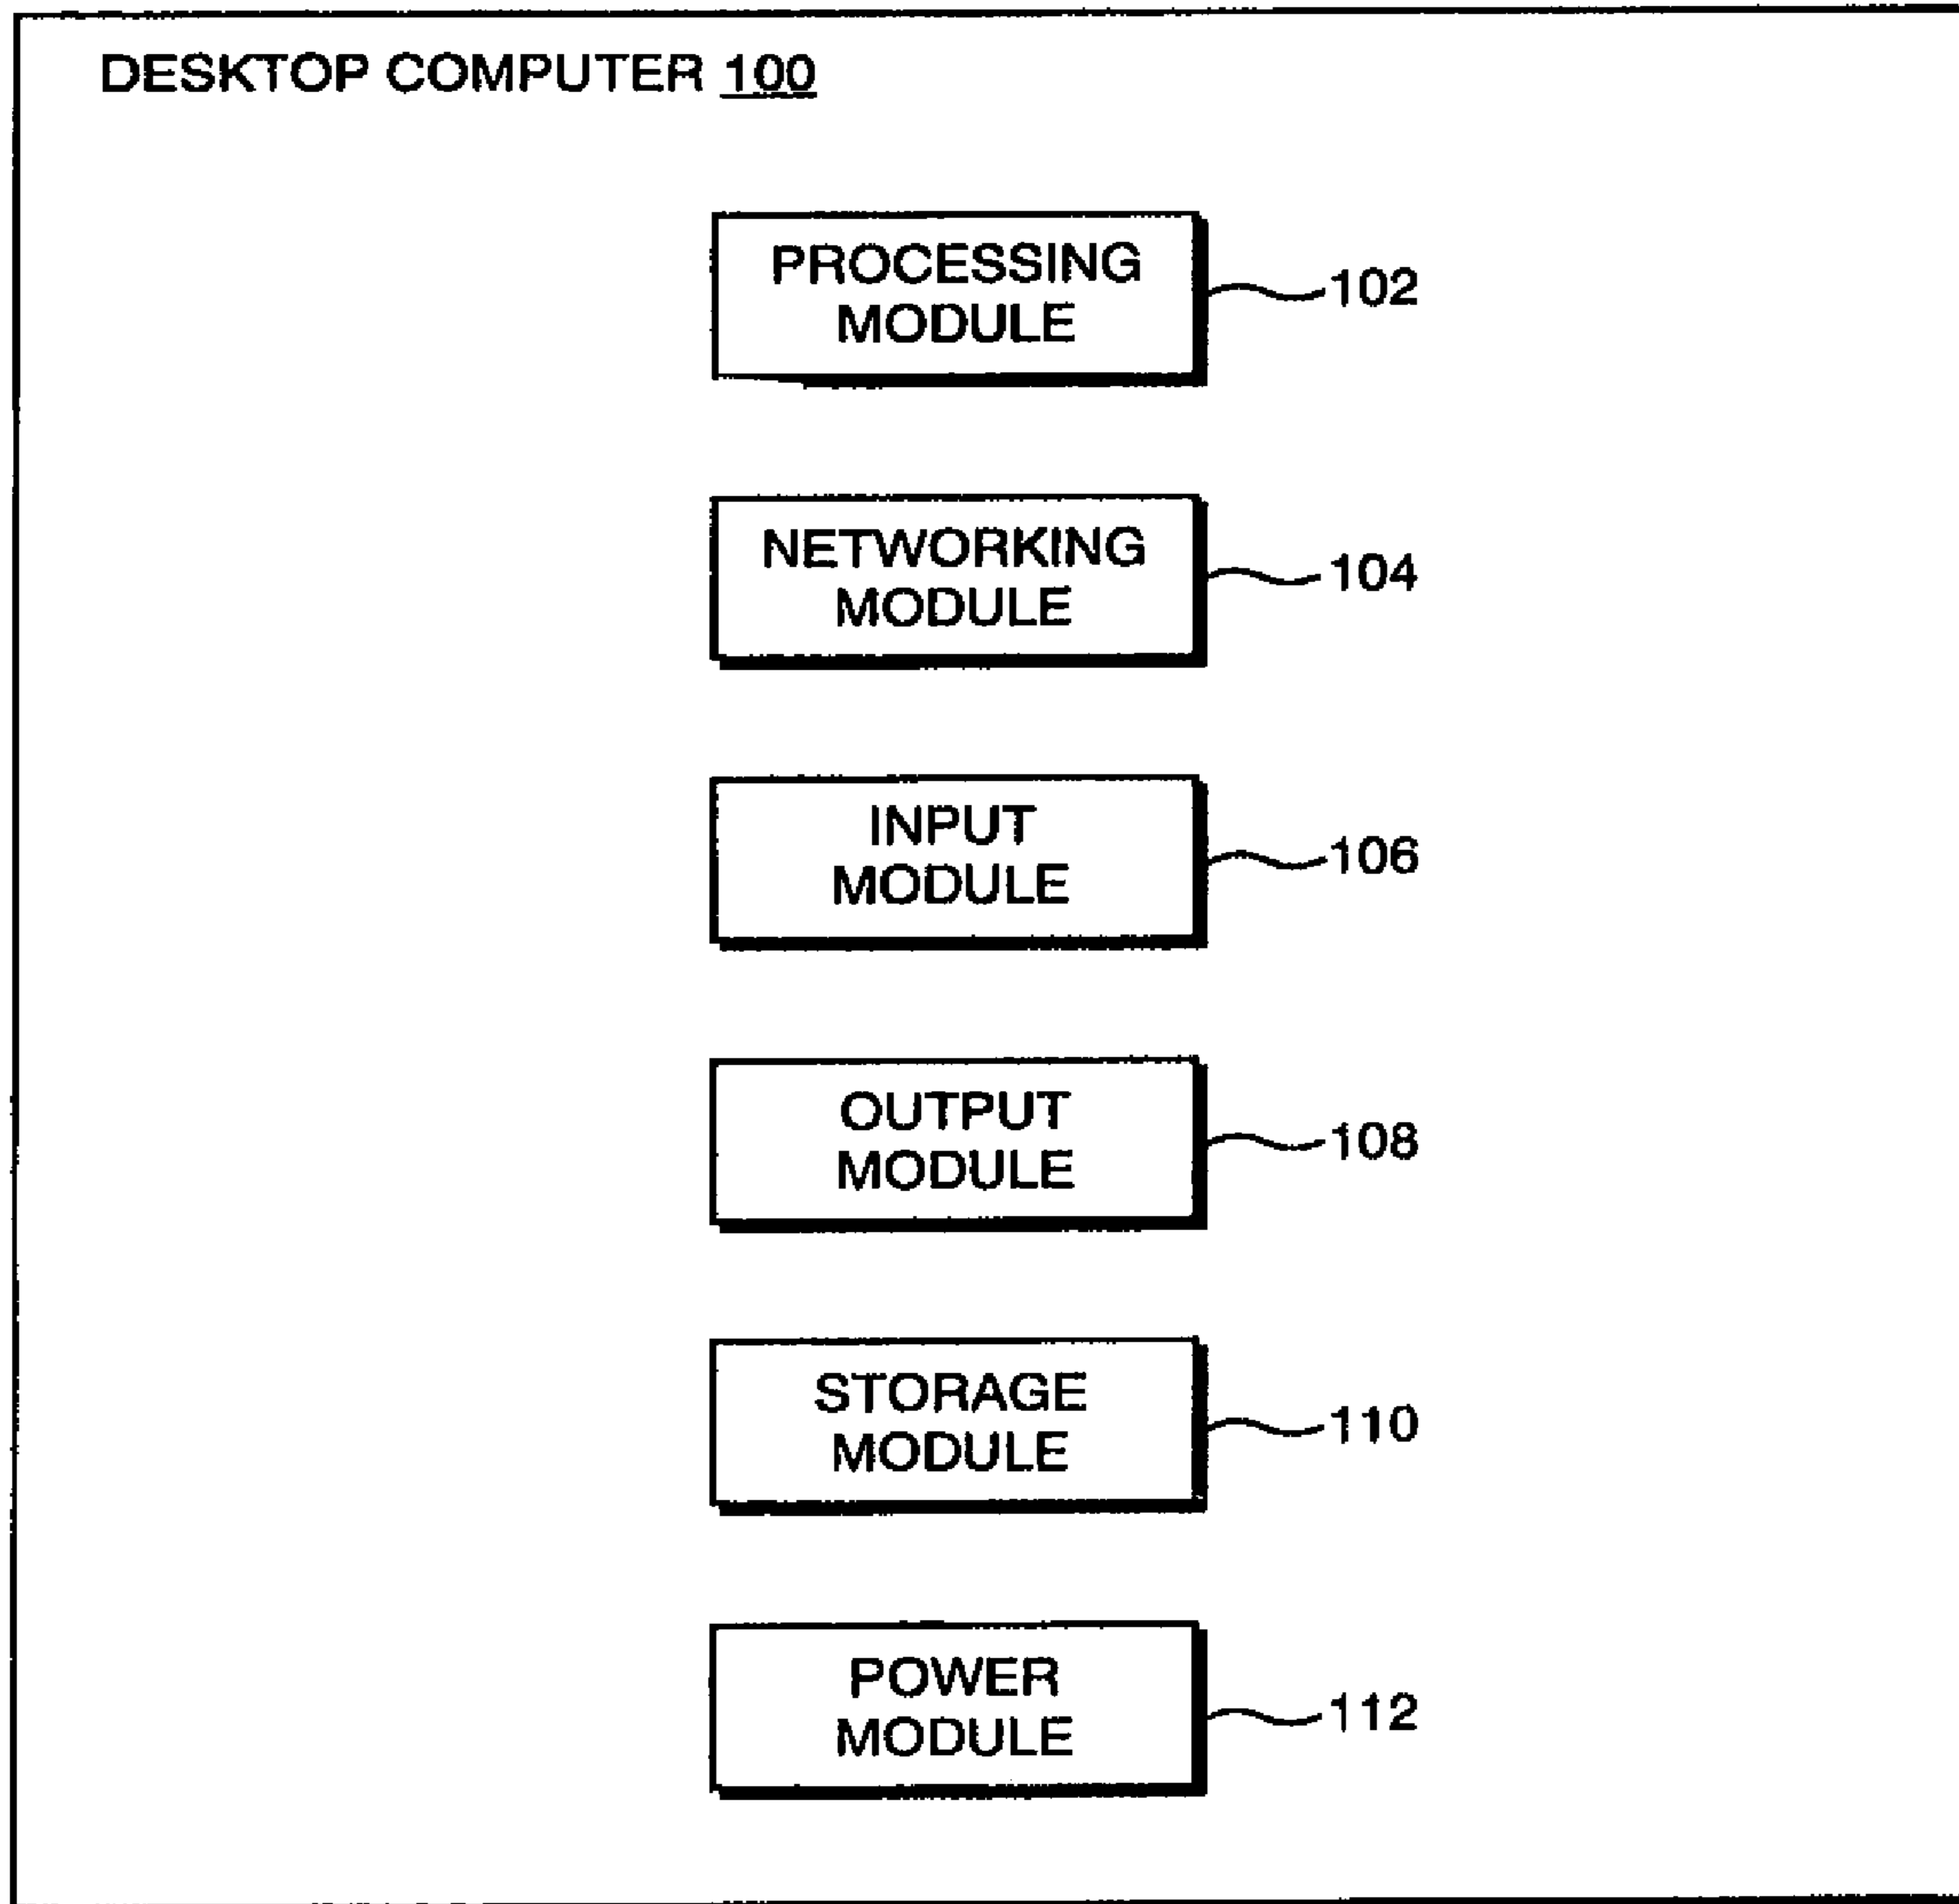 DESKTOP COMPUTER 100
PROCESSING
MODULE
102
NETWORKING
MODULE
104
INPUT
MODULE
106
OUTPUT
MODULE
108
STORAGE
MODULE
110
POWER
MODULE
112